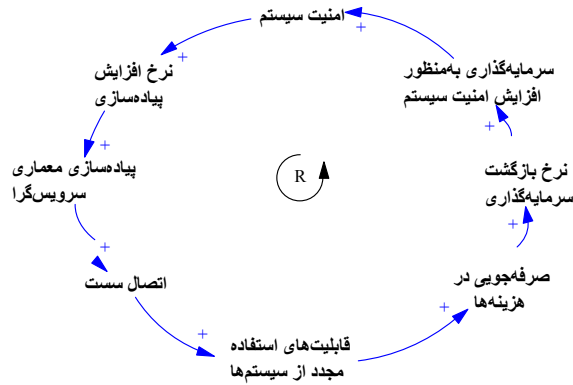 امنیت سیستم
+
+
نرخ افزایش
پیاده‌سازی
+
پیاده‌سازی معماری
سرویس‌گرا
+
اتصال سست
+
قابلیت‌های استفاده
مجدد از سیستم‌ها
+
صرفه‌جویی در
هزینه‌ها
+
نرخ بازگشت
سرمایه‌گذاری
+
سرمایه‌گذاری به‌منظور
افزایش امنیت سیستم
R